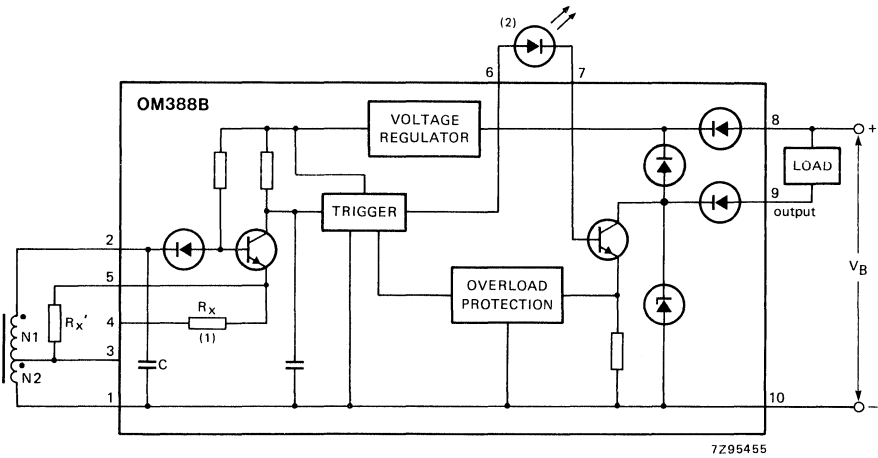 (2)
6
7
OM388B
VOLTAGE
REGULATOR
8
+
LOAD
9
output
TRIGGER
2
5
4
3
1
Rx
(1)
Rx'
N1
N2
C
OVERLOAD
PROTECTION
VB
10
−
7Z95455